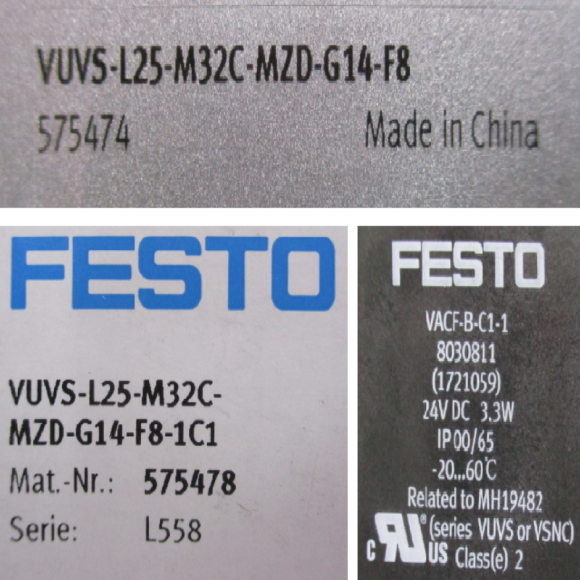 VUVS-L25-M32C-MZD-G14-F8
575474 Made in China
FESTO
VUVS-L25-M32C-
MZD-G14-F8-1C1
Mat.-Nr.: 575478
Serie: L558
FESTO
VACF-B-C1-1
8030811
(1721059)
24V DC 3.3W
IP00/65
-20...60°C
Related to MH19482
(series VUVS or VSNC)
c RU® US Class(e) 2